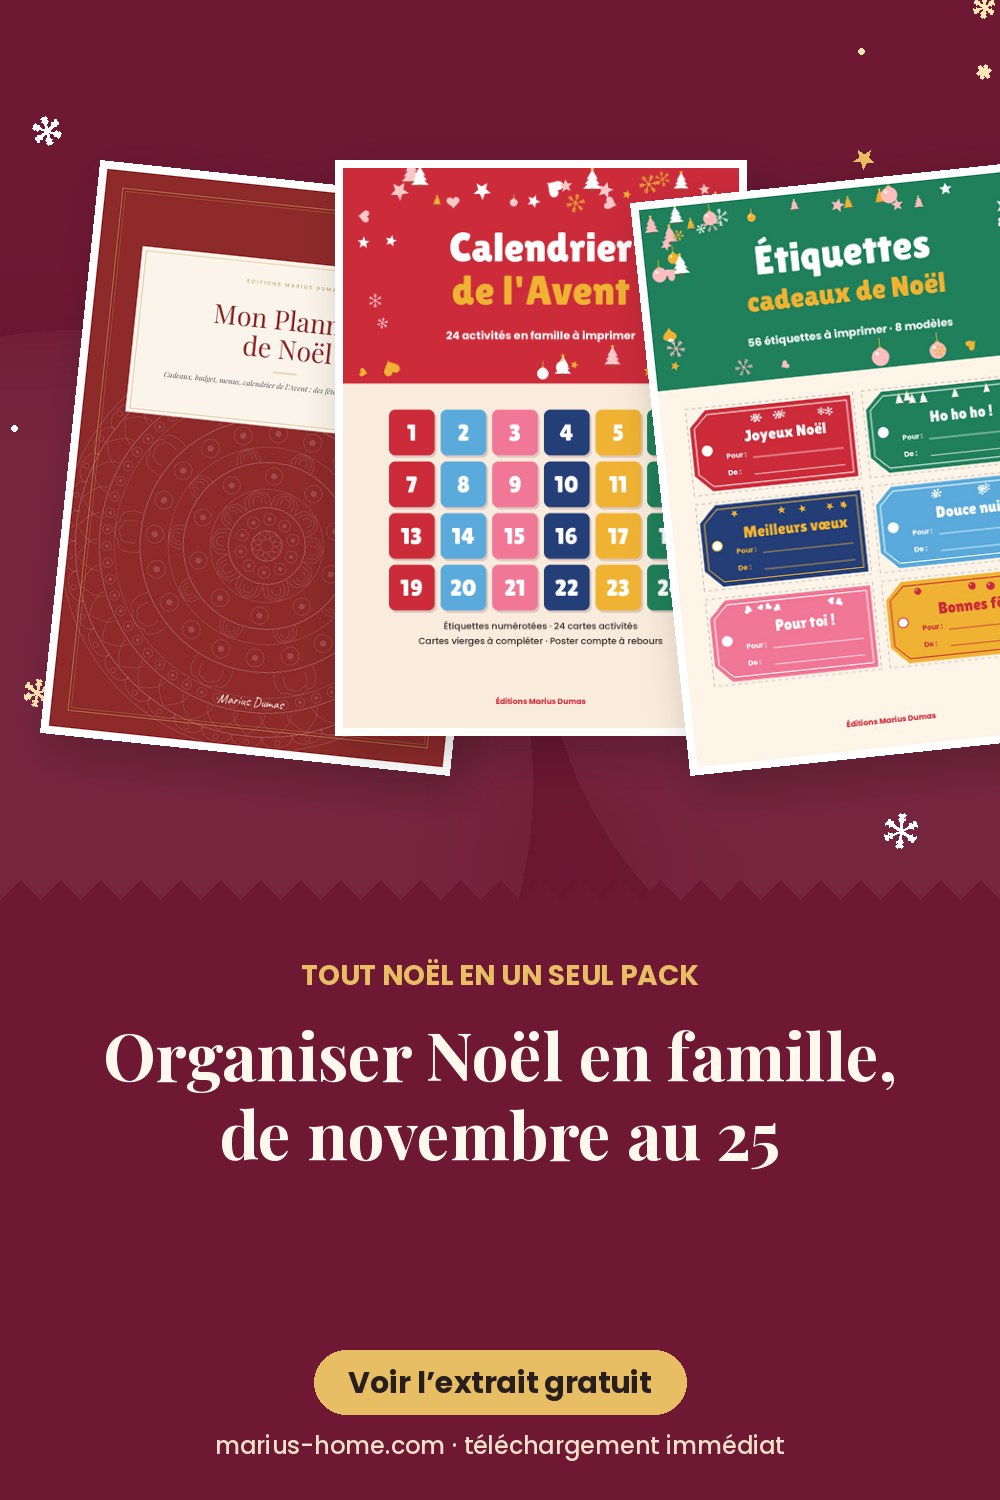 ÉDITIONS MARIUS
Mon
de Noël
Cadeaux, budget, menus, calendrier de l'Avent : des
Marius Dumas
Calendrier
de l'Avent
24 activités en famille à imprimer
1 2 3 4 5
7 8 9 10 11
13 14 15 16 17
19 20 21 22 23
Étiquettes numérotées · 24 cartes activités
Cartes vierges à compléter · Poster compte à rebours
Éditions Marius Dumas
Étiquettes
cadeaux de Noël
56 étiquettes à imprimer · 8 modèles
Joyeux Noël
Pour :
De :
Ho ho ho !
Pour :
De :
Meilleurs vœux
Pour :
De :
Douce
Pour :
De :
Pour toi !
Pour :
De :
Bonnes
Pour :
De :
Éditions Marius Dumas
TOUT NOËL EN UN SEUL PACK
Organiser Noël en famille,
de novembre au 25
Voir l’extrait gratuit
marius-home.com · téléchargement immédiat